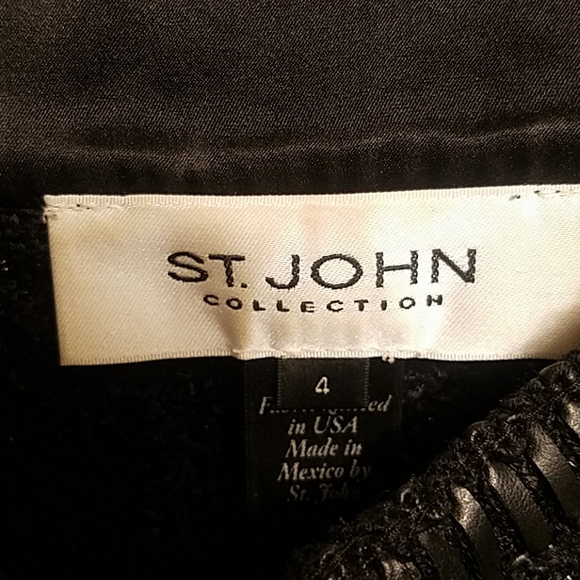 ST. JOHN
COLLECTION
4
in USA
Made in
Mexico by
St. John